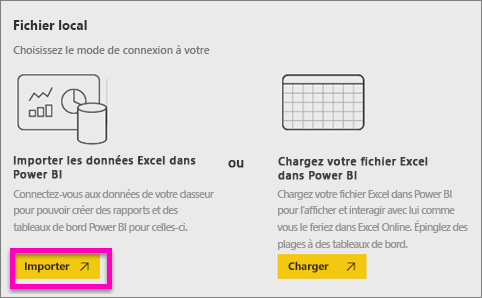 Fichier local
Choisissez le mode de connexion à votre
Importer les données Excel dans
Power BI
Connectez-vous aux données de votre classeur
pour pouvoir créer des rapports et des
tableaux de bord Power BI pour celles-ci.
Importer
ou
Chargez votre fichier Excel
dans Power BI
Chargez votre fichier Excel dans Power BI
pour l'afficher et interagir avec lui comme
vous le feriez dans Excel Online. Épinglez des
plages à des tableaux de bord.
Charger